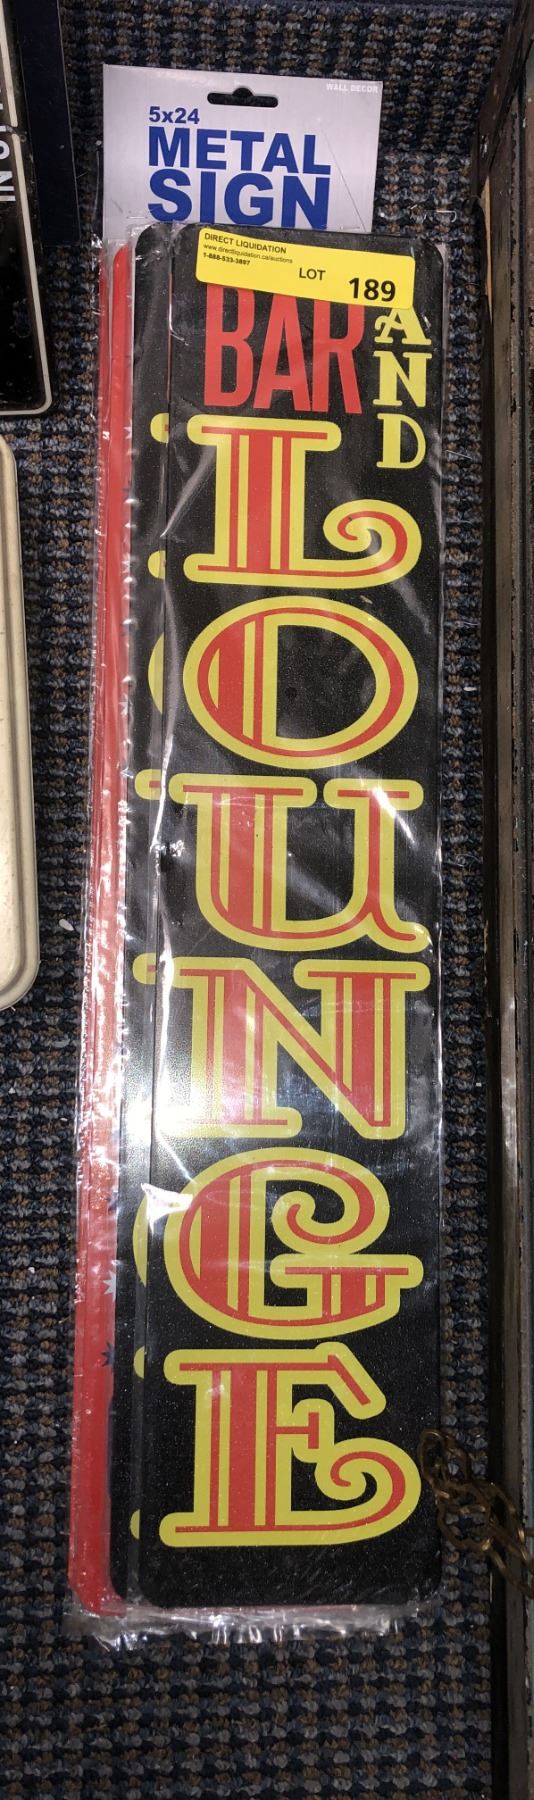 WALL DECOR
5x24
METAL
SIGN
DIRECT LIQUIDATION
www.directliquidation.ca/auctions
1-888-533-3897
LOT 189
BAR AND
LOUNGE